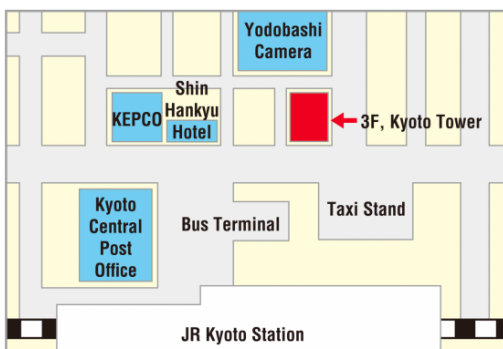 Yodobashi
Camera
Shin
Hankyu
Hotel
KEPCO
3F, Kyoto Tower
Kyoto
Central
Post
Office
Bus Terminal
Taxi Stand
JR Kyoto Station